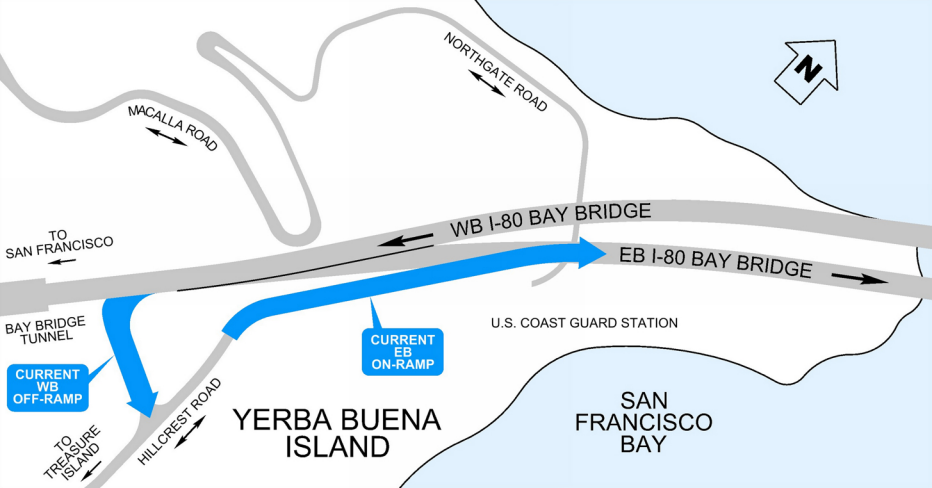 N
NORTHGATE ROAD
MACALLA ROAD
WB I-80 BAY BRIDGE
TO
SAN FRANCISCO
EB I-80 BAY BRIDGE
BAY BRIDGE
TUNNEL
U.S. COAST GUARD STATION
CURRENT
EB
ON-RAMP
CURRENT
WB
OFF-RAMP
HILLCREST ROAD
TO
TREASURE
ISLAND
YERBA BUENA
ISLAND
SAN
FRANCISCO
BAY